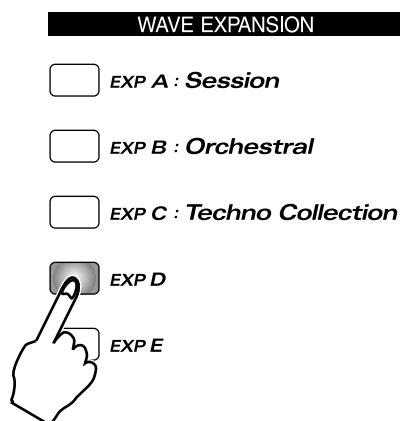 WAVE EXPANSION
EXP A : Session
EXP B : Orchestral
EXP C : Techno Collection
EXP D
EXP E